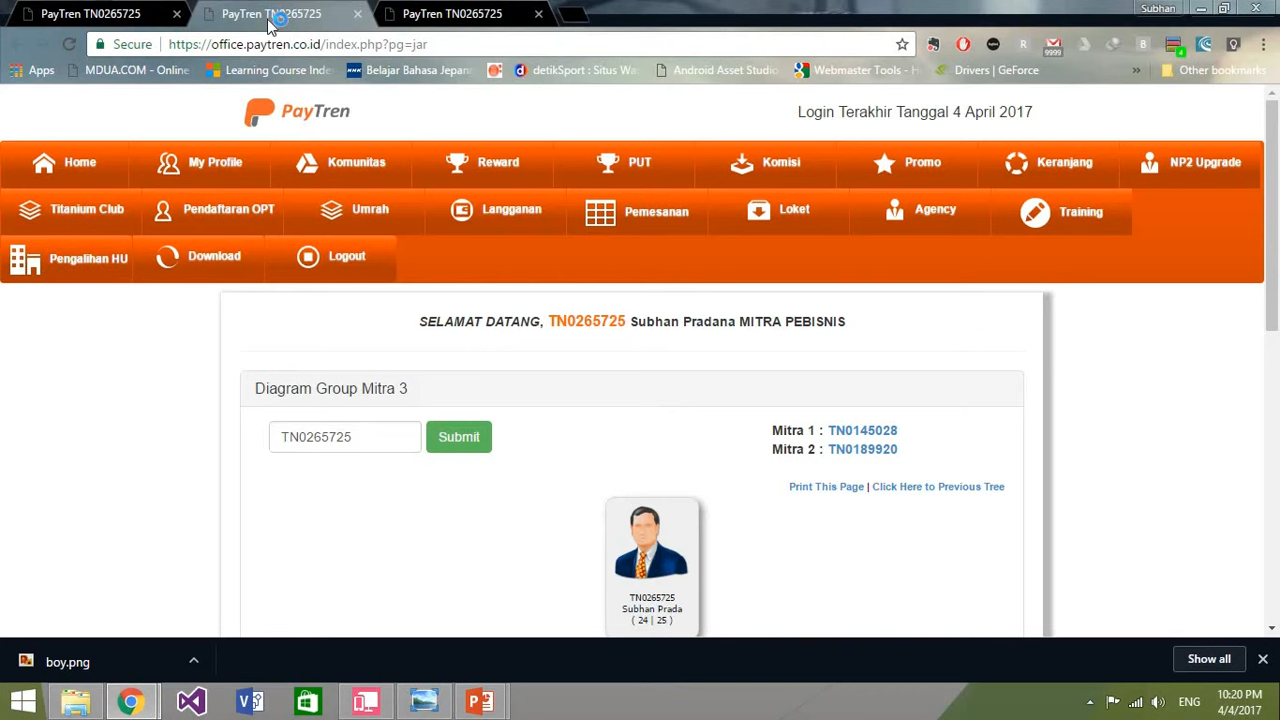 PayTren TN0265725
PayTren TN0265725
PayTren TN0265725
Subhan
Secure
https://office.paytren.co.id/index.php?pg=jar
9999
Apps
MDUA.COM - Online
Learning Course Inde
Belajar Bahasa Jepang
detikSport : Situs Wa
Android Asset Studio
Webmaster Tools - H
Drivers | GeForce
»
Other bookmarks
PayTren
Login Terakhir Tanggal 4 April 2017
Home
My Profile
Komunitas
Reward
PUT
Komisi
Promo
Keranjang
NP2 Upgrade
Titanium Club
Pendaftaran OPT
Umrah
Langganan
Pemesanan
Loket
Agency
Training
Pengalihan HU
Download
Logout
SELAMAT DATANG, TN0265725 Subhan Pradana MITRA PEBISNIS
Diagram Group Mitra 3
TN0265725
Submit
Mitra 1 : TN0145028
Mitra 2 : TN0189920
Print This Page | Click Here to Previous Tree
TN0265725
Subhan Prada
( 24 | 25 )
boy.png
Show all
ENG
10:20 PM
4/4/2017